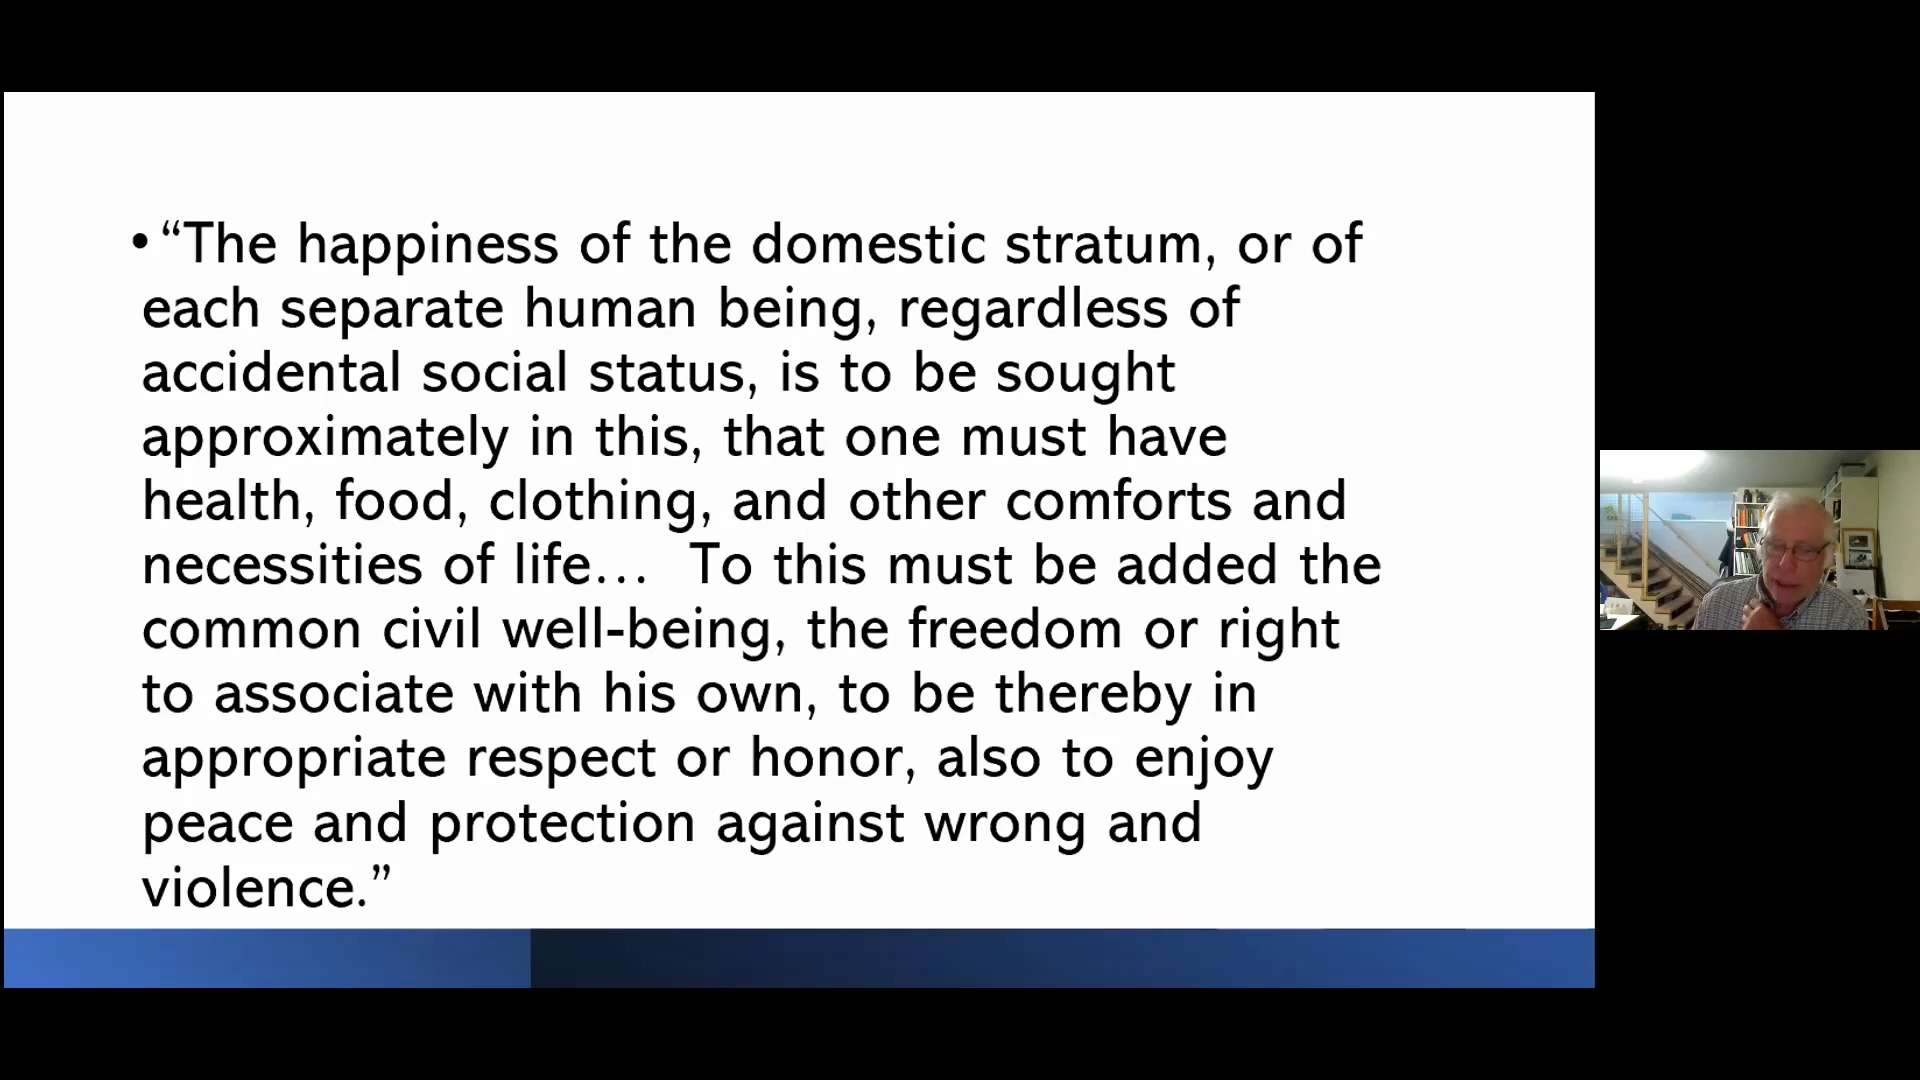 • “The happiness of the domestic stratum, or of
each separate human being, regardless of
accidental social status, is to be sought
approximately in this, that one must have
health, food, clothing, and other comforts and
necessities of life… To this must be added the
common civil well-being, the freedom or right
to associate with his own, to be thereby in
appropriate respect or honor, also to enjoy
peace and protection against wrong and
violence.”